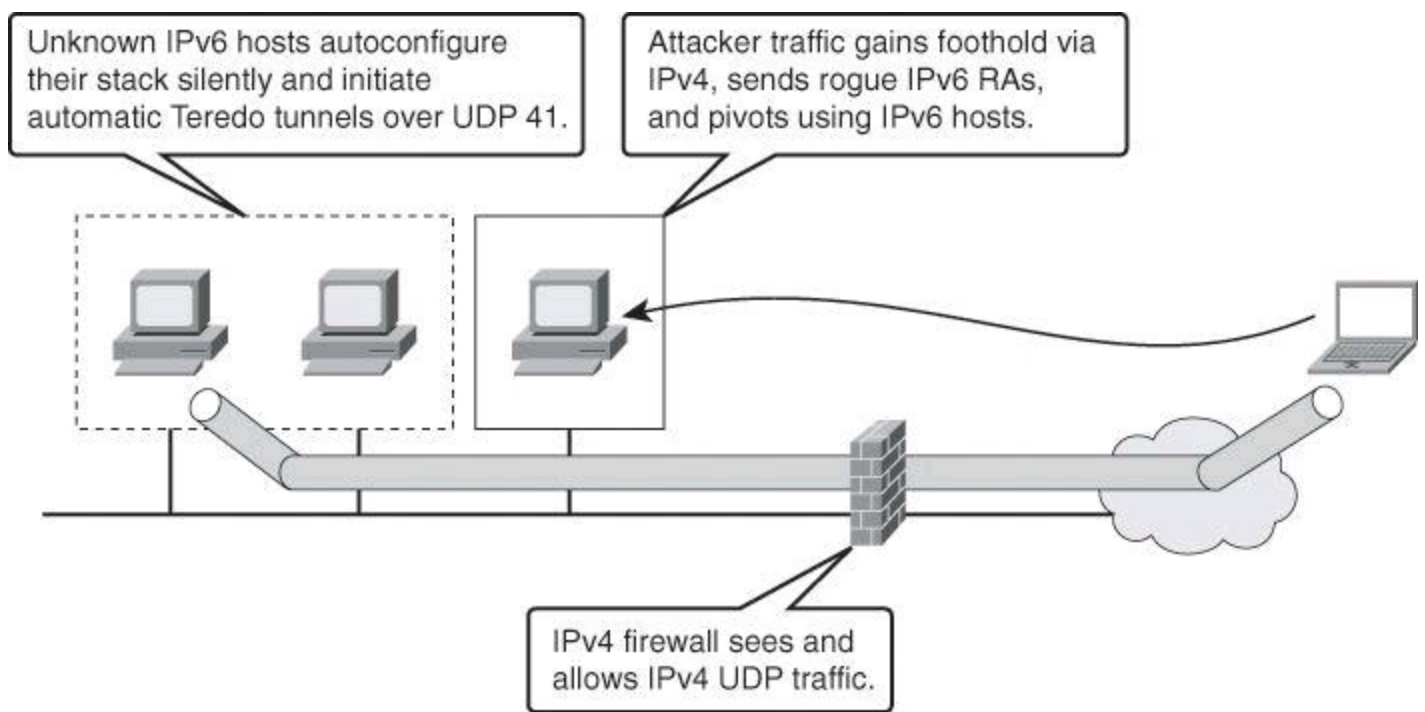 Unknown IPv6 hosts autoconfigure
their stack silently and initiate
automatic Teredo tunnels over UDP 41.
Attacker traffic gains foothold via
IPv4, sends rogue IPv6 RAs,
and pivots using IPv6 hosts.
IPv4 firewall sees and
allows IPv4 UDP traffic.